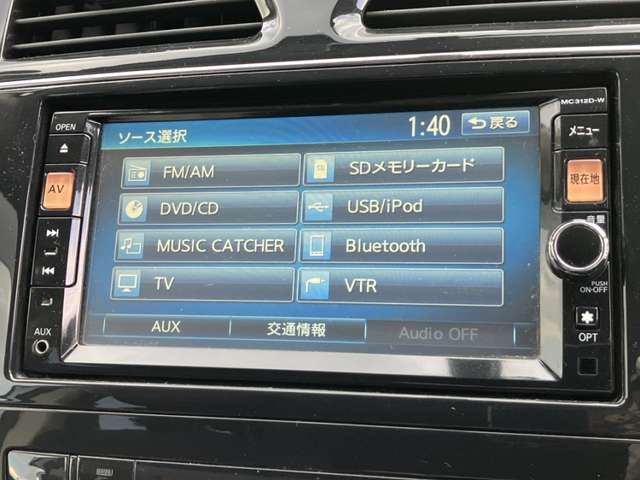 MC312D-W
OPEN
ソース選択 1:40 戻る
メニュー
AV
FM/AM SDメモリーカード
現在地
DVD/CD USB/iPod
音量
MUSIC CATCHER Bluetooth
TV VTR
PUSH
ON-OFF
AUX 交通情報 Audio OFF
AUX
OPT